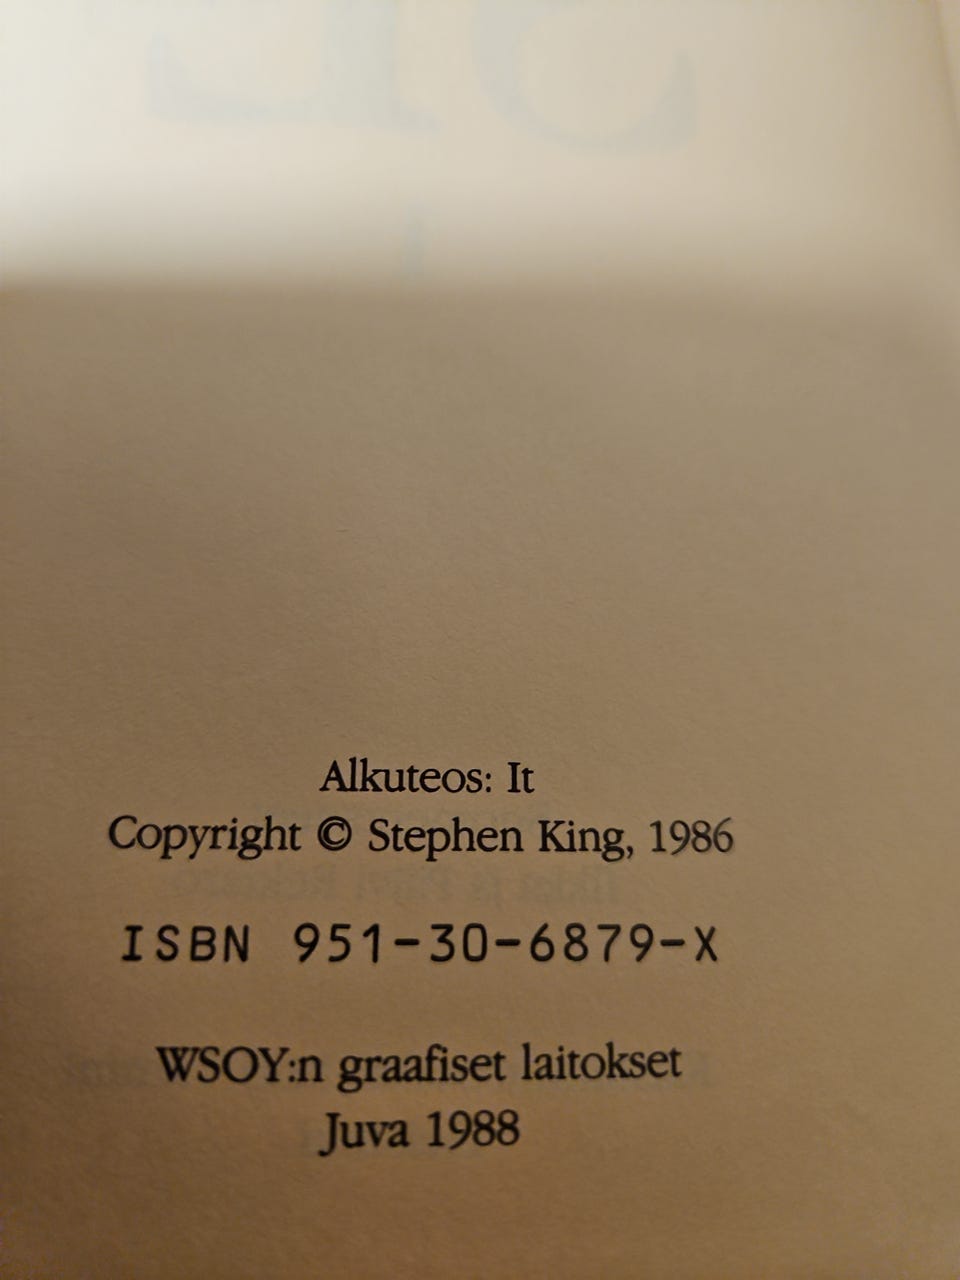 Alkuteos: It
Copyright © Stephen King, 1986
ISBN 951-30-6879-X
WSOY:n graafiset laitokset
Juva 1988